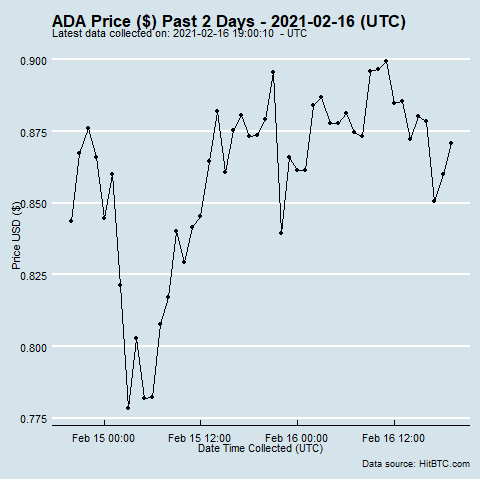 ADA Price ($) Past 2 Days - 2021-02-16 (UTC)
Latest data collected on: 2021-02-16 19:00:10  - UTC
0.900
0.875
0.850
0.825
0.800
0.775
Price USD ($)
Feb 15 00:00 Feb 15 12:00 Feb 16 00:00 Feb 16 12:00
Date Time Collected (UTC)
Data source: HitBTC.com